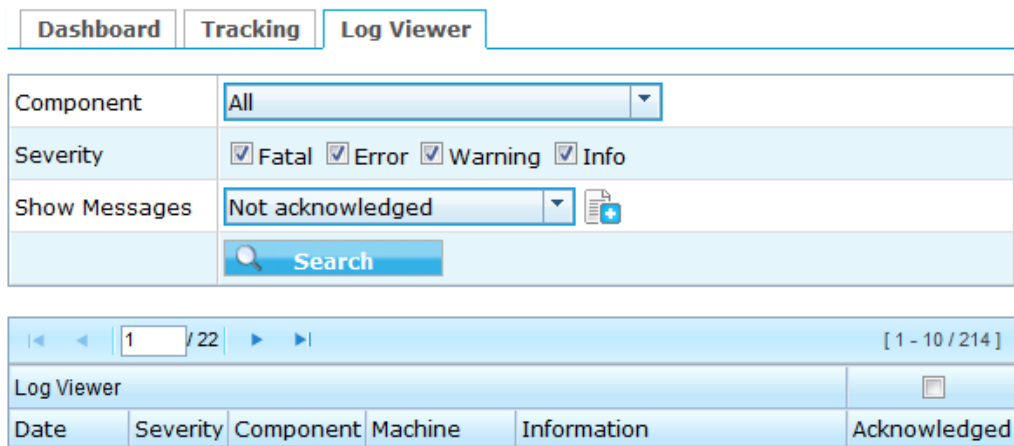 Dashboard Tracking Log Viewer
Component All
Severity Fatal Error Warning Info
Show Messages Not acknowledged
Search
1 / 22 [ 1 - 10 / 214 ]
Log Viewer
Date Severity Component Machine Information Acknowledged